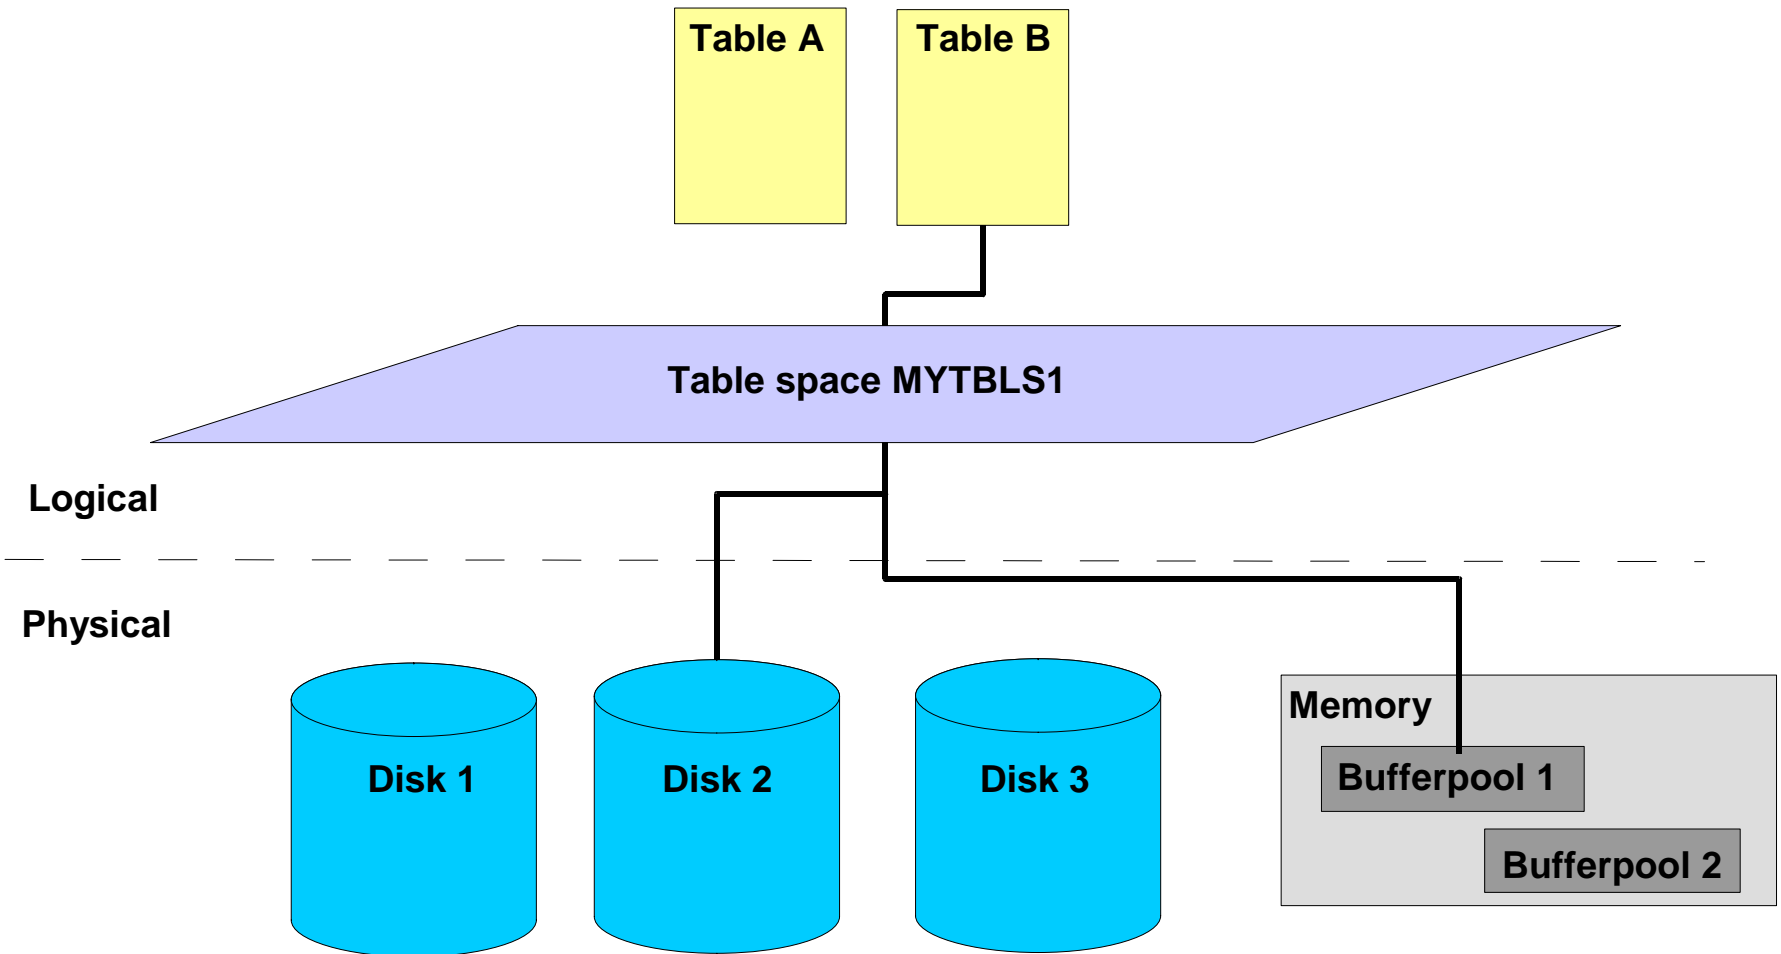 Table A
Table B
Table space MYTBLS1
Logical
Physical
Disk 1
Disk 2
Disk 3
Memory
Bufferpool 1
Bufferpool 2